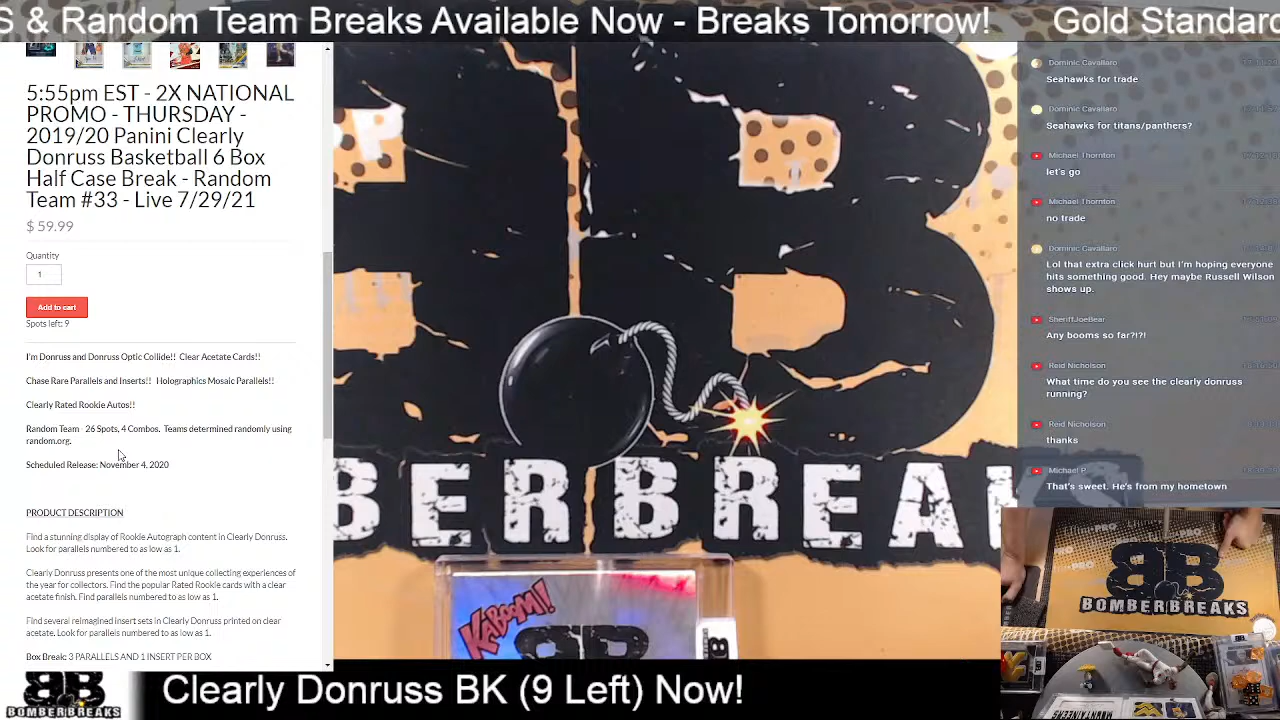 S & Random Team Breaks Available Now - Breaks Tomorrow! Gold Standard
5:55pm EST - 2X NATIONAL
PROMO - THURSDAY -
2019/20 Panini Clearly
Donruss Basketball 6 Box
Half Case Break - Random
Team #33 - Live 7/29/21
$ 59.99
Quantity
1
Add to cart
Spots left: 9
I'm Donruss and Donruss Optic Collide!! Clear Acetate Cards!!
Chase Rare Parallels and Inserts!! Holographics Mosaic Parallels!!
Clearly Rated Rookie Autos!!
Random Team - 26 Spots, 4 Combos. Teams determined randomly using
random.org.
Scheduled Release: November 4, 2020
PRODUCT DESCRIPTION
Find a stunning display of Rookie Autograph content in Clearly Donruss.
Look for parallels numbered to as low as 1.
Clearly Donruss presents one of the most unique collecting experiences of
the year for collectors. Find the popular Rated Rookie cards with a clear
acetate finish. Find parallels numbered to as low as 1.
Find several reimagined insert sets in Clearly Donruss printed on clear
acetate. Look for parallels numbered to as low as 1.
Box Break: 3 PARALLELS AND 1 INSERT PER BOX
BB
BER BREA
KABOOM!
BB
Dominic Cavallaro
Seahawks for trade
Dominic Cavallaro
Seahawks for titans/panthers?
Michael Thornton
let's go
Michael Thornton
no trade
Dominic Cavallaro
Lol that extra click hurt but I'm hoping everyone
hits something good. Hey maybe Russell Wilson
shows up.
SheriffJoeBear
Any booms so far?!?!
Reid Nicholson
What time do you see the clearly donruss
running?
Reid Nicholson
thanks
Michael P
That's sweet. He's from my hometown
BB
BOMBERBREAKS
MOUNTAINEERS
BB
BOMBERBREAKS
Clearly Donruss BK (9 Left) Now!